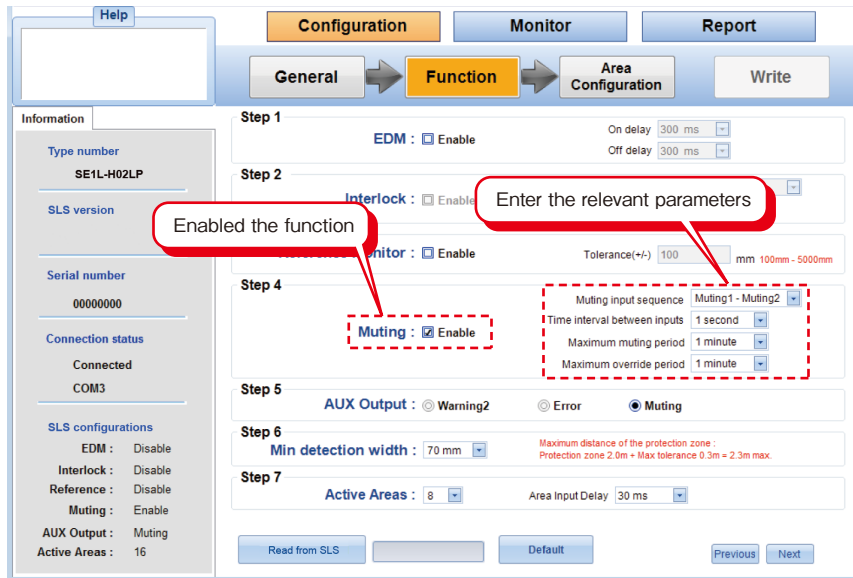 Help
Configuration
Monitor
Report
General
Function
Area
Configuration
Write
Information
Type number
SE1L-H02LP
SLS version
Serial number
00000000
Connection status
Connected
COM3
SLS configurations
EDM : Disable
Interlock : Disable
Reference : Disable
Muting : Enable
AUX Output : Muting
Active Areas : 16
Step 1
EDM : Enable
On delay 300 ms
Off delay 300 ms
Step 2
Interlock : Enable
Enabled the function
Enter the relevant parameters
Monitor : Enable
Tolerance(+/-) 100 mm 100mm - 5000mm
Step 4
Muting : Enable
Muting input sequence Muting1 - Muting2
Time interval between inputs 1 second
Maximum muting period 1 minute
Maximum override period 1 minute
Step 5
AUX Output : Warning2 Error Muting
Step 6
Min detection width : 70 mm
Maximum distance of the protection zone :
Protection zone 2.0m + Max tolerance 0.3m = 2.3m max.
Step 7
Active Areas : 8
Area Input Delay 30 ms
Read from SLS
Default
Previous
Next